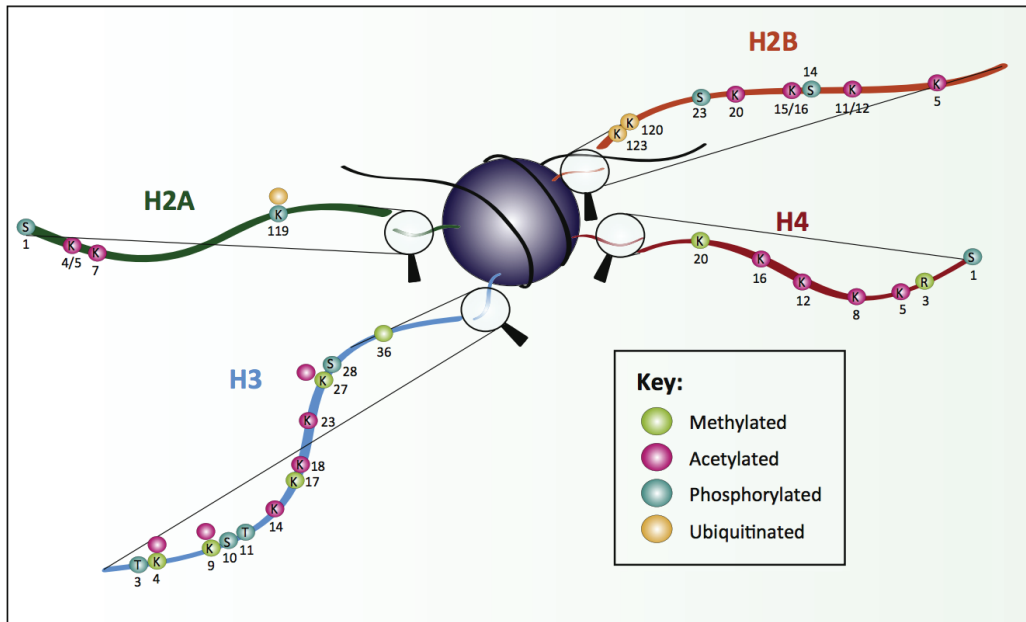 H2B
14
S
K
K
S
K
K
23
20
15/16
11/12
5
K
120
K
123
H2A
K
119
S
1
K
K
4/5
7
H4
K
20
K
16
K
12
K
8
K
5
R
3
S
1
H3
36
S
28
K
27
K
23
K
18
K
17
K
14
T
11
S
10
K
9
K
4
T
3
Key:
Methylated
Acetylated
Phosphorylated
Ubiquitinated